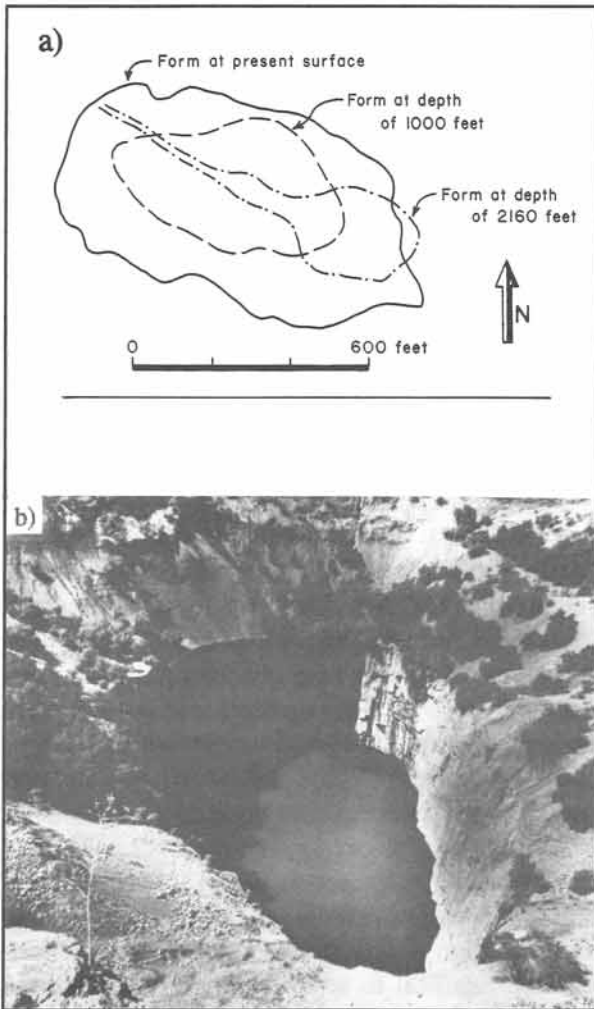 a)
Form at present surface
Form at depth
of 1000 feet
Form at depth
of 2160 feet
N
0
600 feet
b)